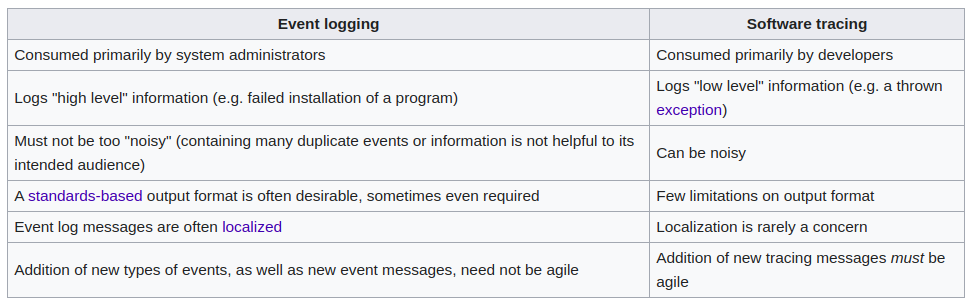 Event logging
Software tracing
Consumed primarily by system administrators
Consumed primarily by developers
Logs "high level" information (e.g. failed installation of a program)
Logs "low level" information (e.g. a thrown
exception)
Must not be too "noisy" (containing many duplicate events or information is not helpful to its
intended audience)
Can be noisy
A standards-based output format is often desirable, sometimes even required
Few limitations on output format
Event log messages are often localized
Localization is rarely a concern
Addition of new types of events, as well as new event messages, need not be agile
Addition of new tracing messages must be
agile